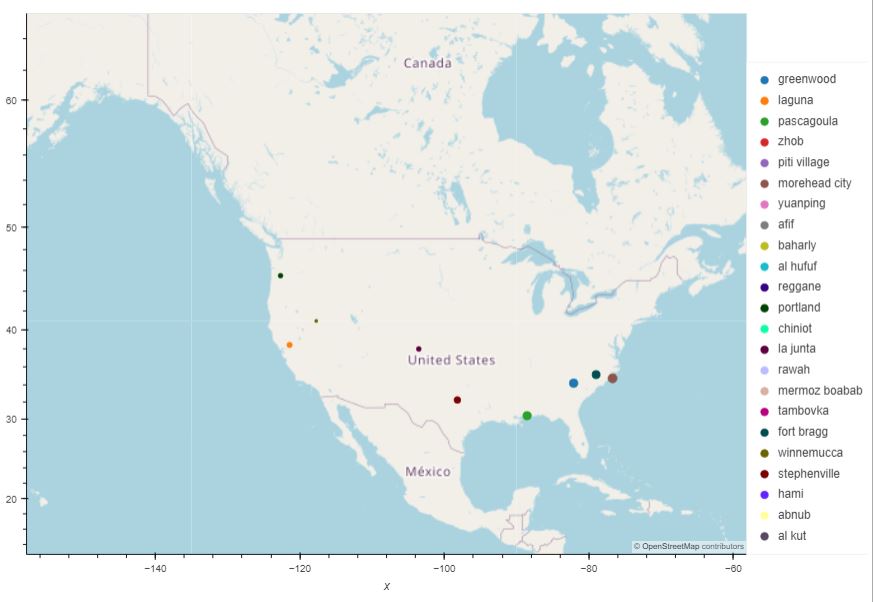 Canada
United States
México
60
50
40
30
20
−140
−120
−100
−80
−60
x
© OpenStreetMap contributors
greenwood
laguna
pascagoula
zhob
piti village
morehead city
yuanping
afif
baharly
al hufuf
reggane
portland
chiniot
la junta
rawah
mermoz boabab
tambovka
fort bragg
winnemucca
stephenville
hami
abnub
al kut